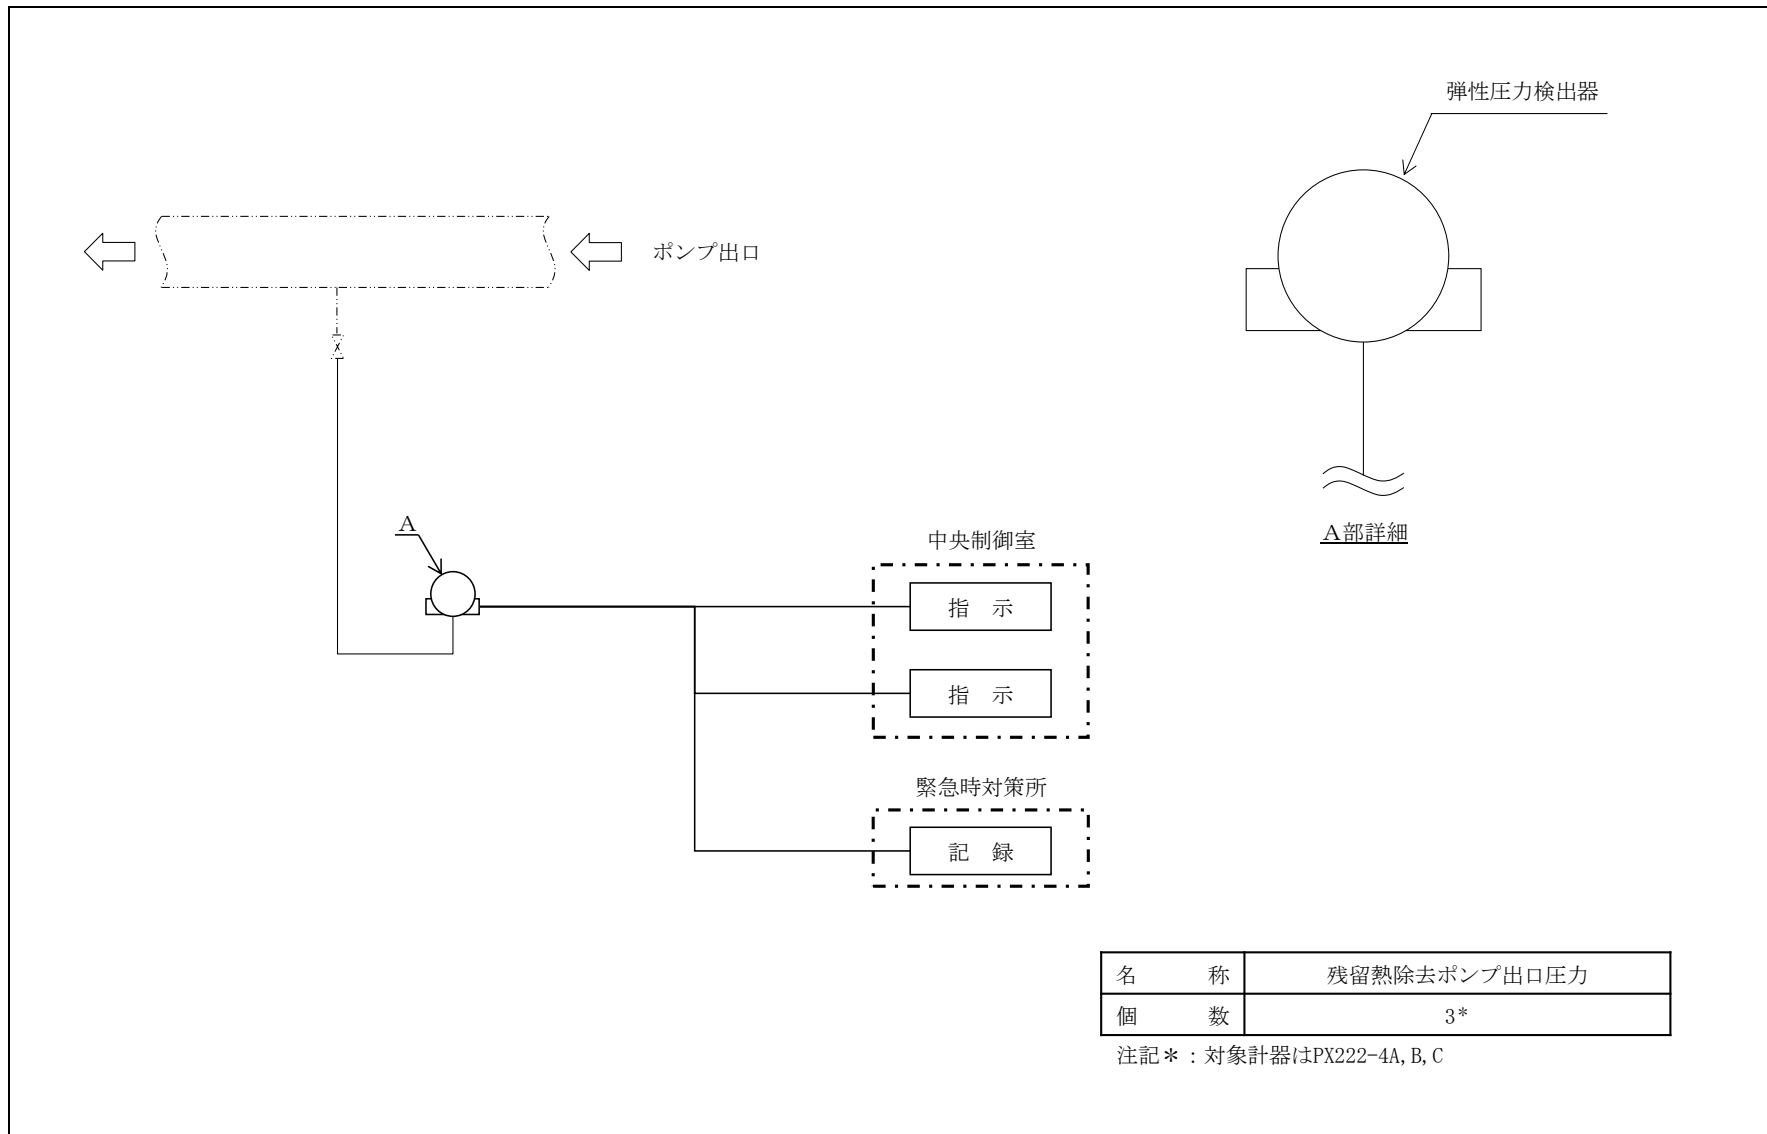 弾性圧力検出器
ポンプ出口
A部詳細
A
中央制御室
指 示
指 示
緊急時対策所
記 録
名 称 残留熱除去ポンプ出口圧力
個 数 3*
注記*：対象計器はPX222-4A,B,C